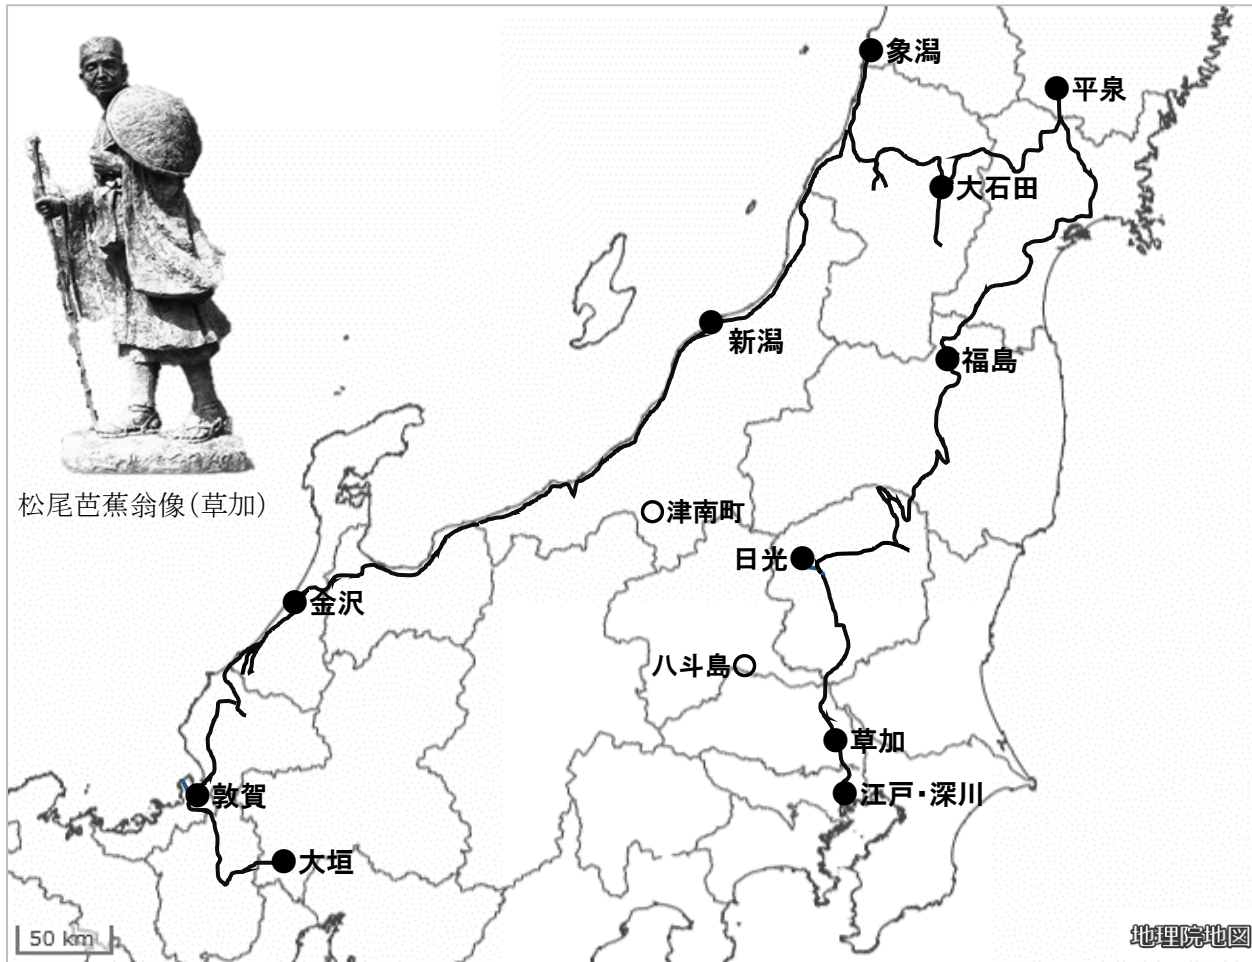 象潟
平泉
大石田
新潟
福島
松尾芭蕉翁像(草加)
津南町
日光
金沢
八斗島
草加
敦賀
江戸・深川
大垣
50 km
地理院地図